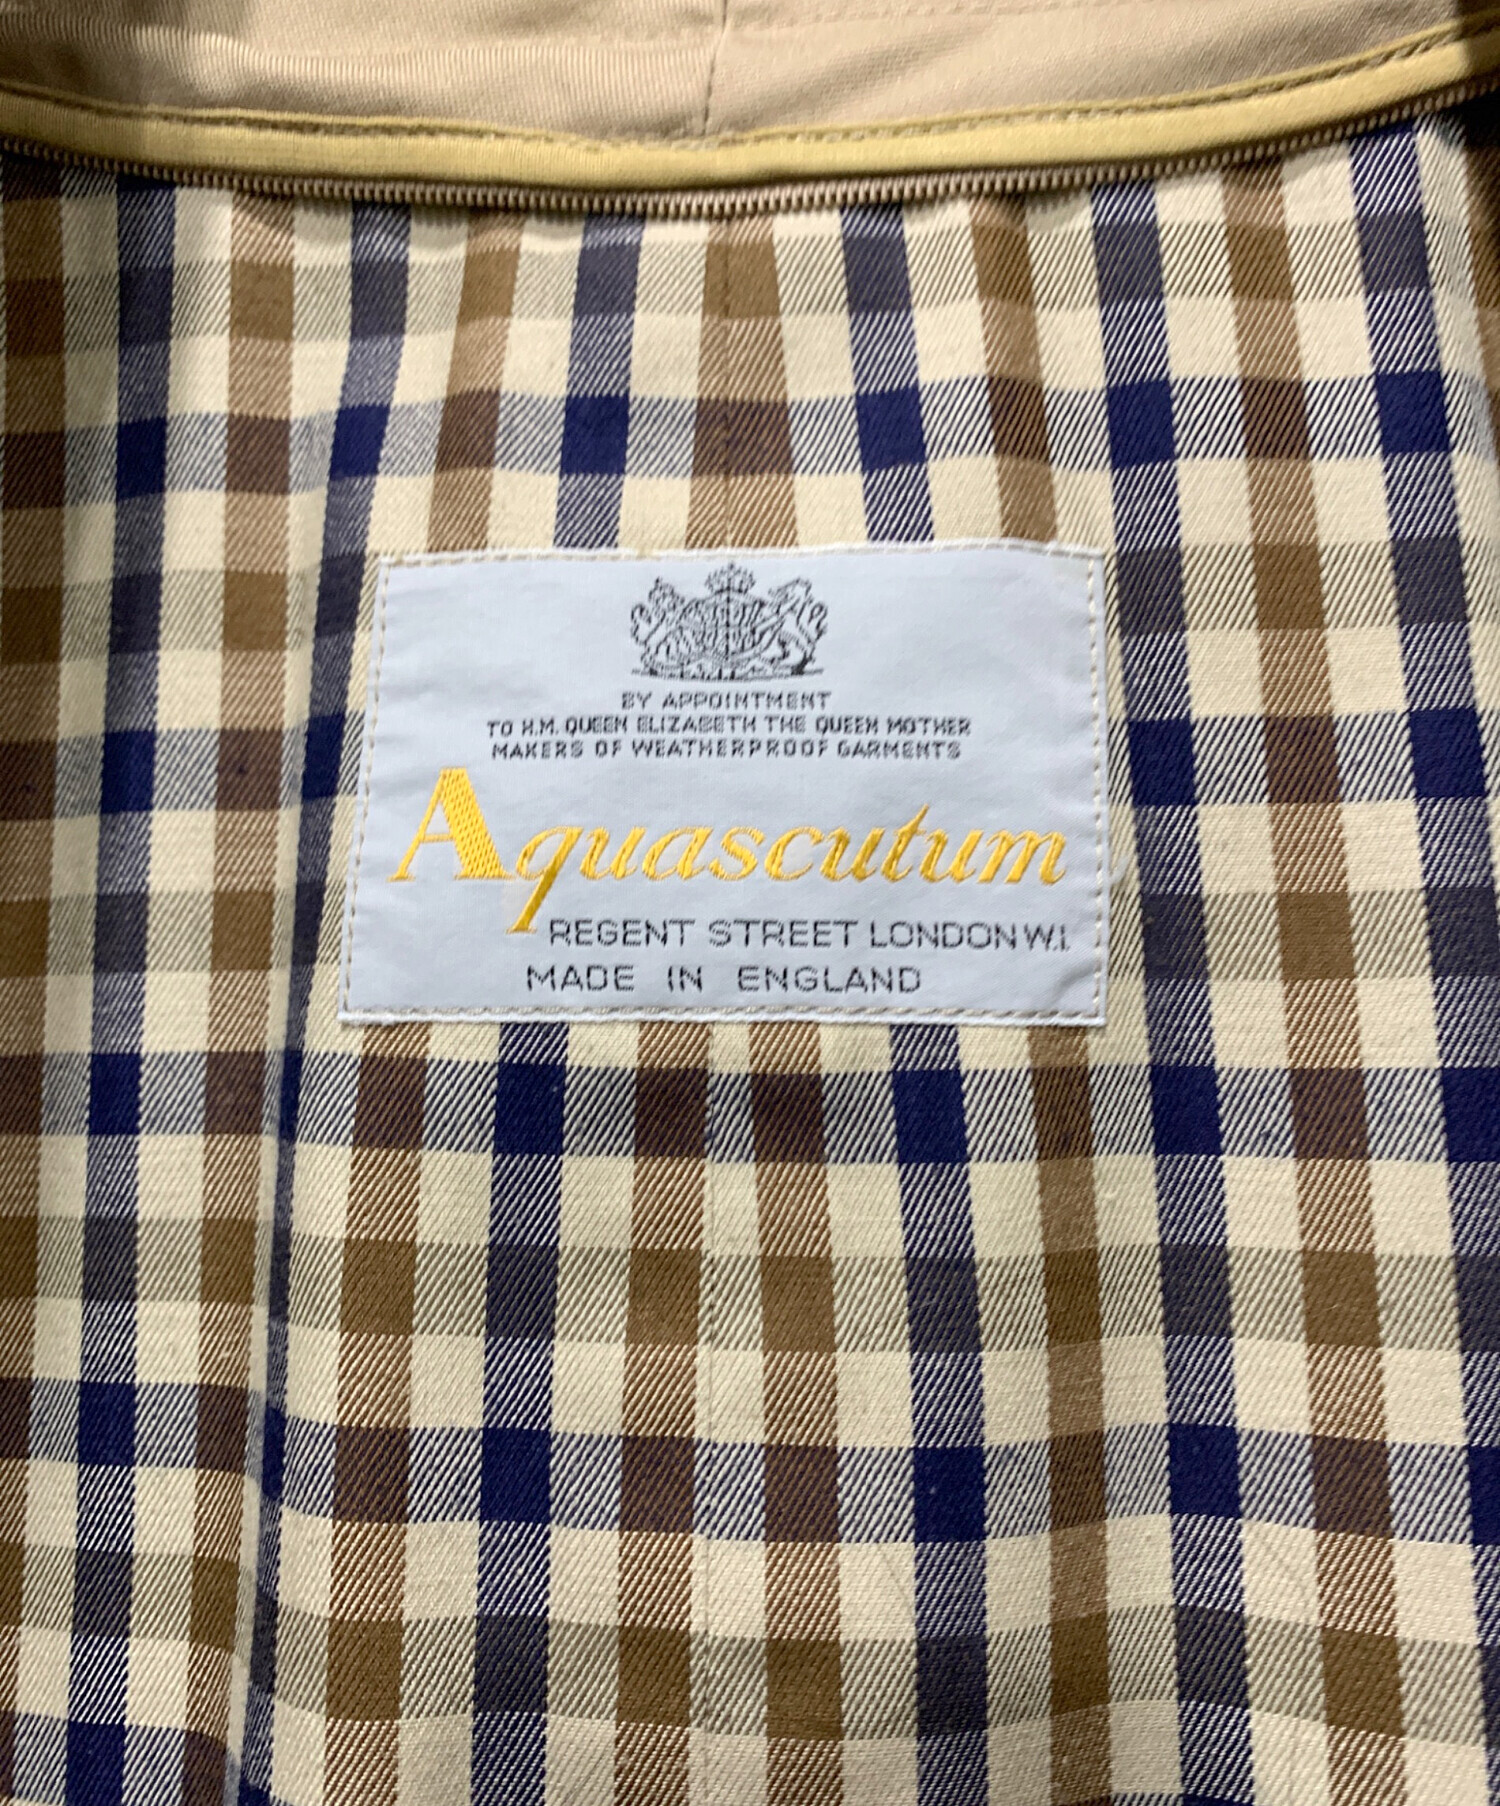 BY APPOINTMENT
TO H.M. QUEEN ELIZABETH THE QUEEN MOTHER
MAKERS OF WEATHERPROOF GARMENTS
Aquascutum
REGENT STREET LONDON W.1.
MADE IN ENGLAND